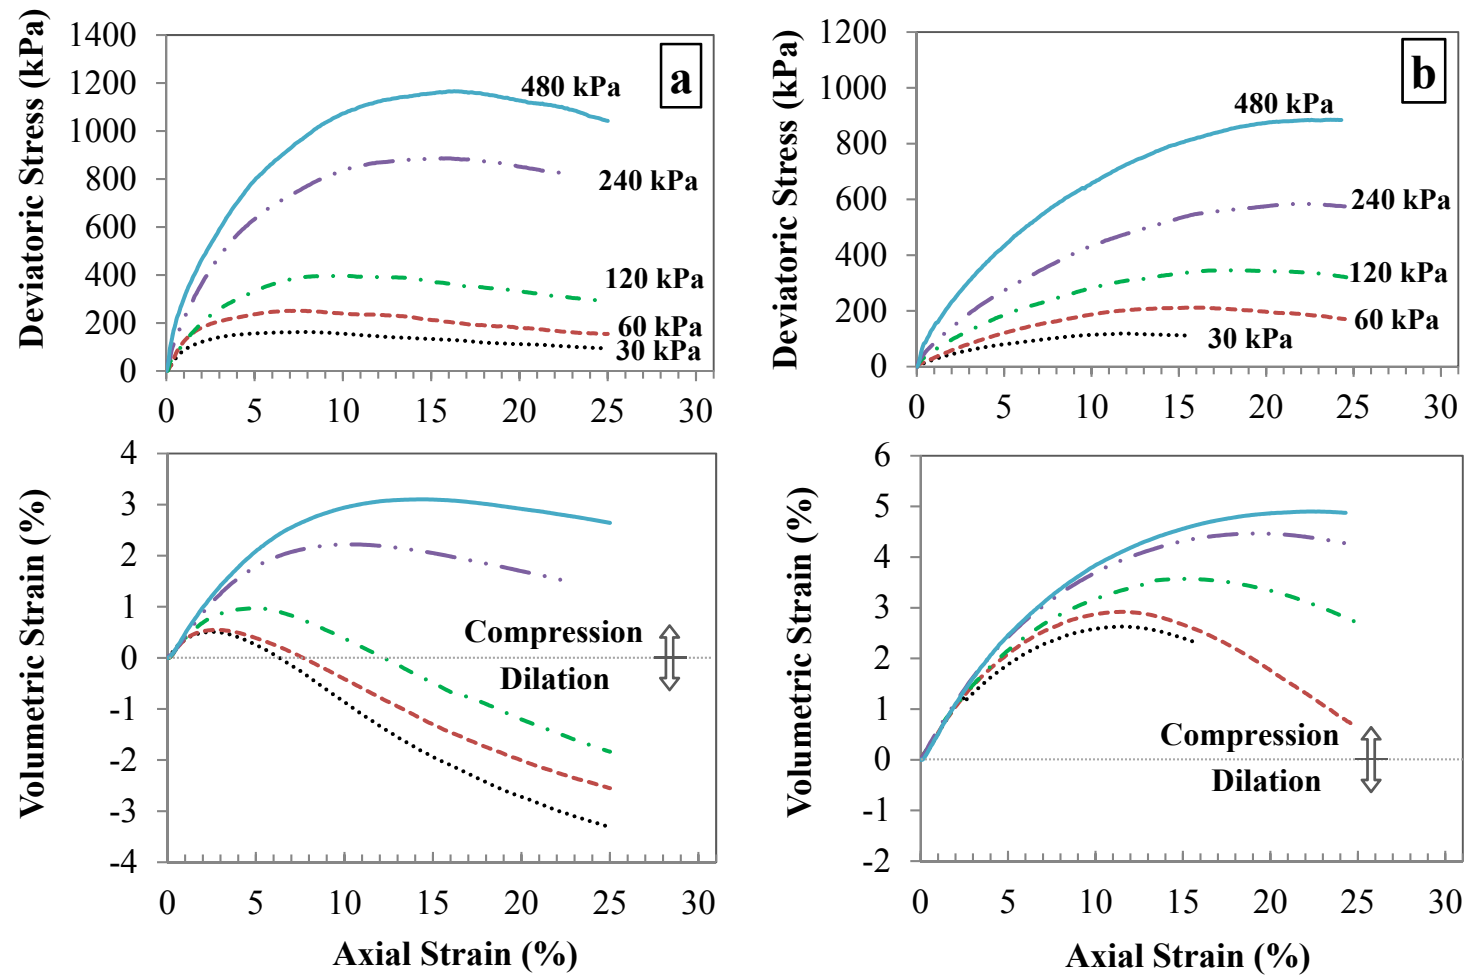 Deviatoric Stress (kPa)
1400
1200
1000
800
600
400
200
0
0 5 10 15 20 25 30
a
480 kPa
240 kPa
120 kPa
60 kPa
30 kPa
Deviatoric Stress (kPa)
1200
1000
800
600
400
200
0
0 5 10 15 20 25 30
b
480 kPa
240 kPa
120 kPa
60 kPa
30 kPa
Volumetric Strain (%)
4
3
2
1
0
-1
-2
-3
-4
0 5 10 15 20 25 30
Compression
Dilation
Axial Strain (%)
Volumetric Strain (%)
6
5
4
3
2
1
0
-1
-2
0 5 10 15 20 25 30
Compression
Dilation
Axial Strain (%)